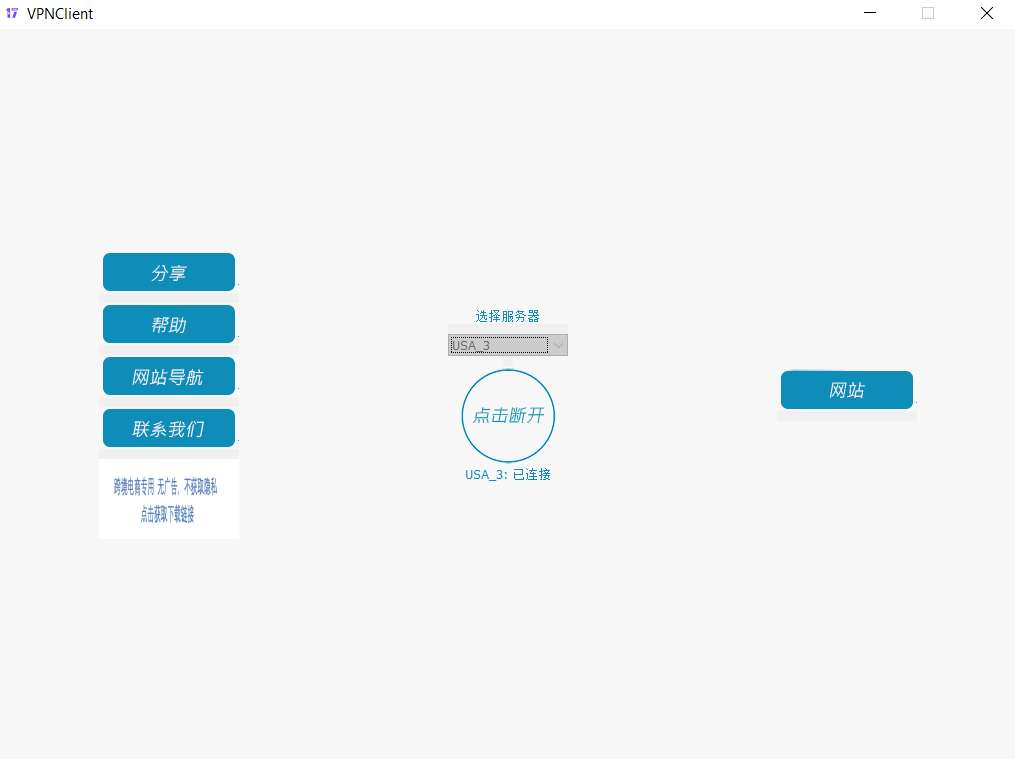 VPNClient
分享
帮助
网站导航
联系我们
跨境电商专用 无广告, 不获取隐私
点击获取下载链接
选择服务器
USA_3
点击断开
USA_3: 已连接
网站